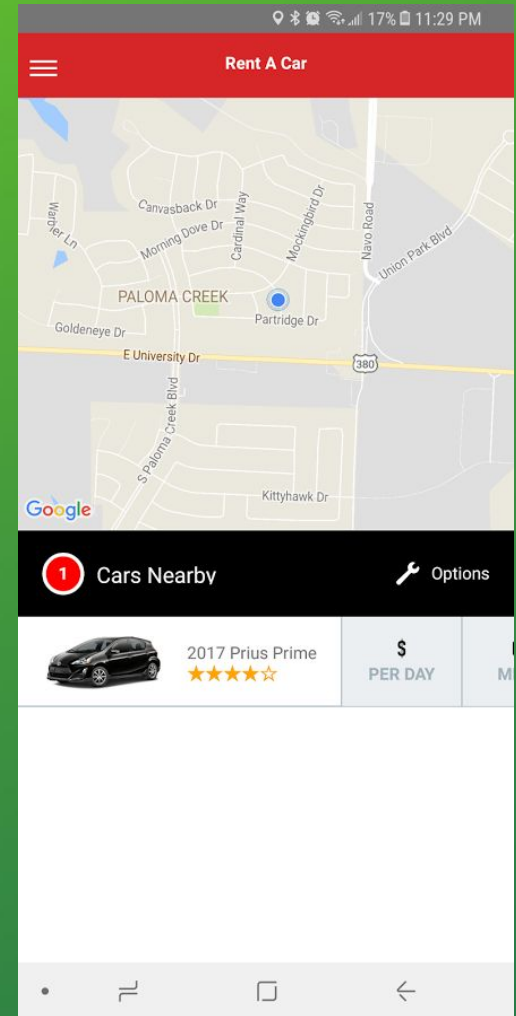 17% 11:29 PM
Rent A Car
Canvasback Dr
Warbler Ln
Morning Dove Dr
Cardinal Way
Mockingbird Dr
Navo Road
Union Park Blvd
PALOMA CREEK
Partridge Dr
Goldeneye Dr
E University Dr
380
S Paloma Creek Blvd
Kittyhawk Dr
Google
1 Cars Nearby Options
2017 Prius Prime
$
PER DAY